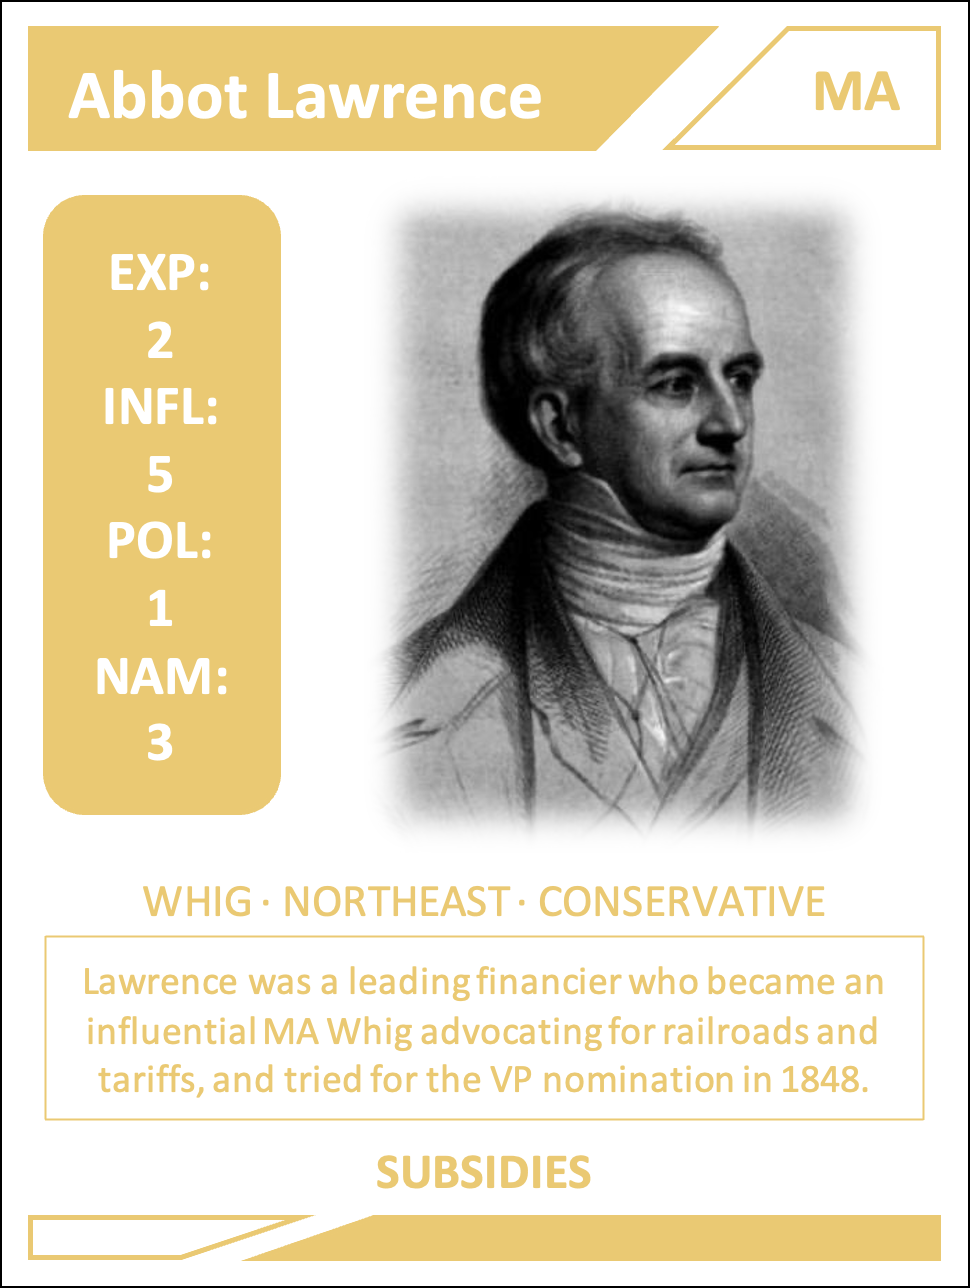 Abbot Lawrence
MA
EXP:
2
INFL:
5
POL:
1
NAM:
3
WHIG · NORTHEAST · CONSERVATIVE
Lawrence was a leading financier who became an
influential MA Whig advocating for railroads and
tariffs, and tried for the VP nomination in 1848.
SUBSIDIES